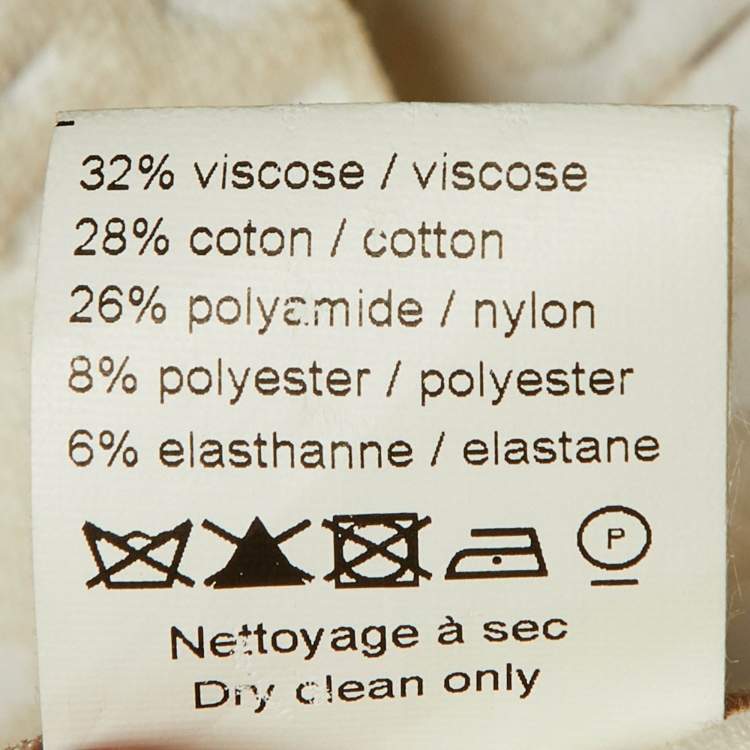 32% viscose / viscose
28% coton / cotton
26% polyamide / nylon
8% polyester / polyester
6% elasthanne / elastane
P
Nettoyage à sec
Dry clean only